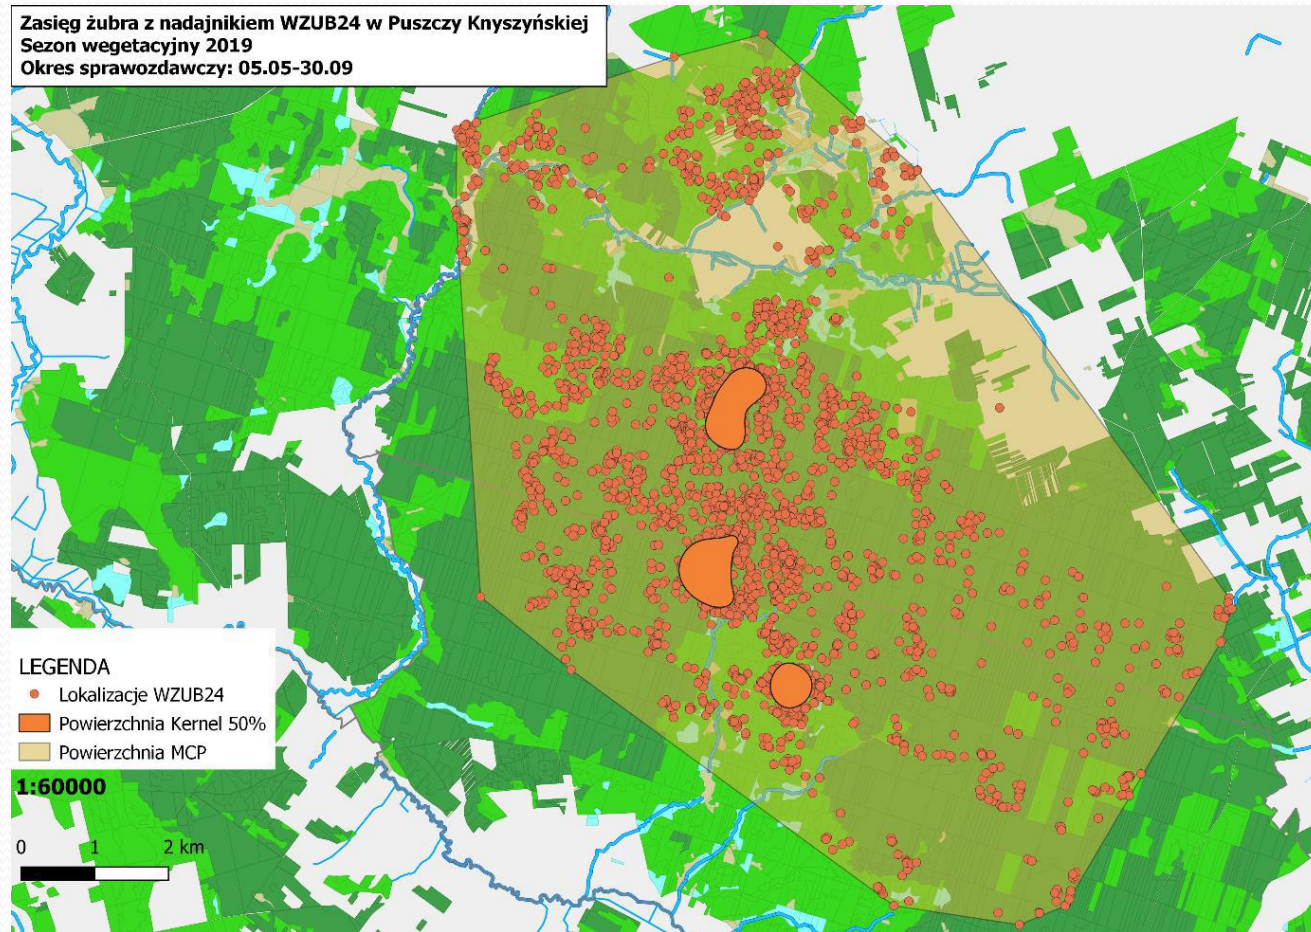 Zasięg żubra z nadajnikiem WZUB24 w Puszczy Knyszyńskiej
Sezon wegetacyjny 2019
Okres sprawozdawczy: 05.05-30.09
LEGENDA
Lokalizacje WZUB24
Powierzchnia Kernel 50%
Powierzchnia MCP
1:60000
0 1 2 km